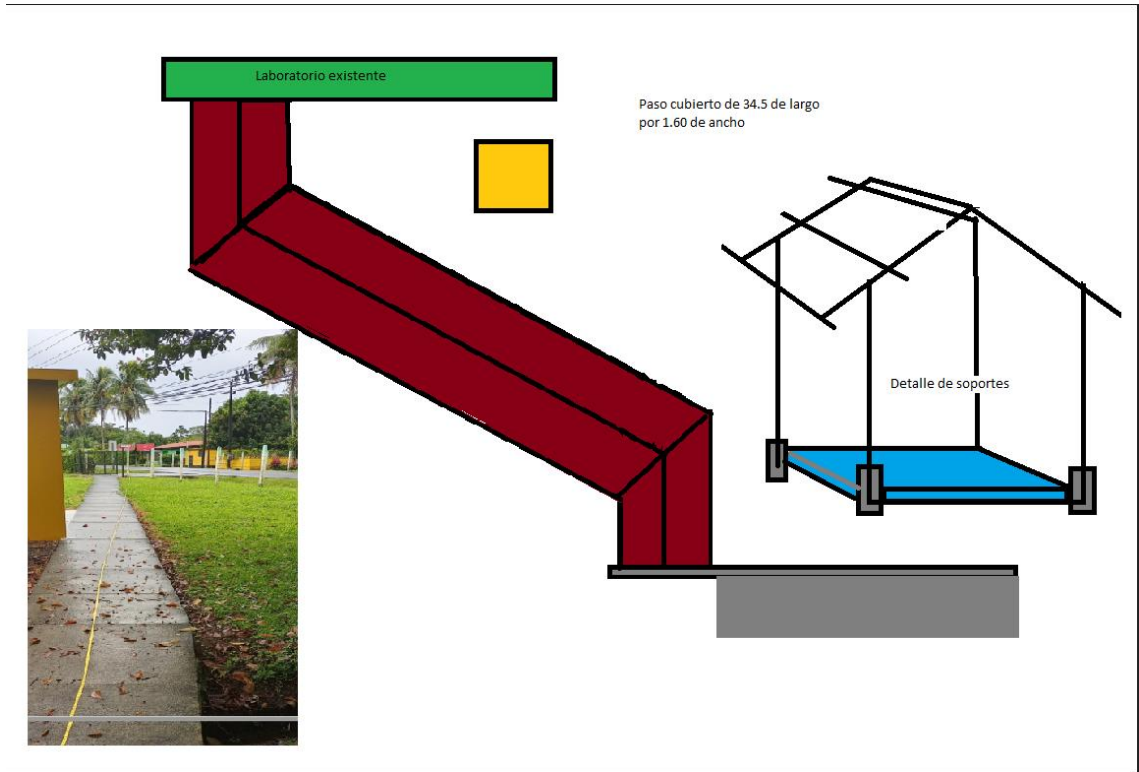 Laboratorio existente
Paso cubierto de 34.5 de largo
por 1.60 de ancho
Detalle de soportes